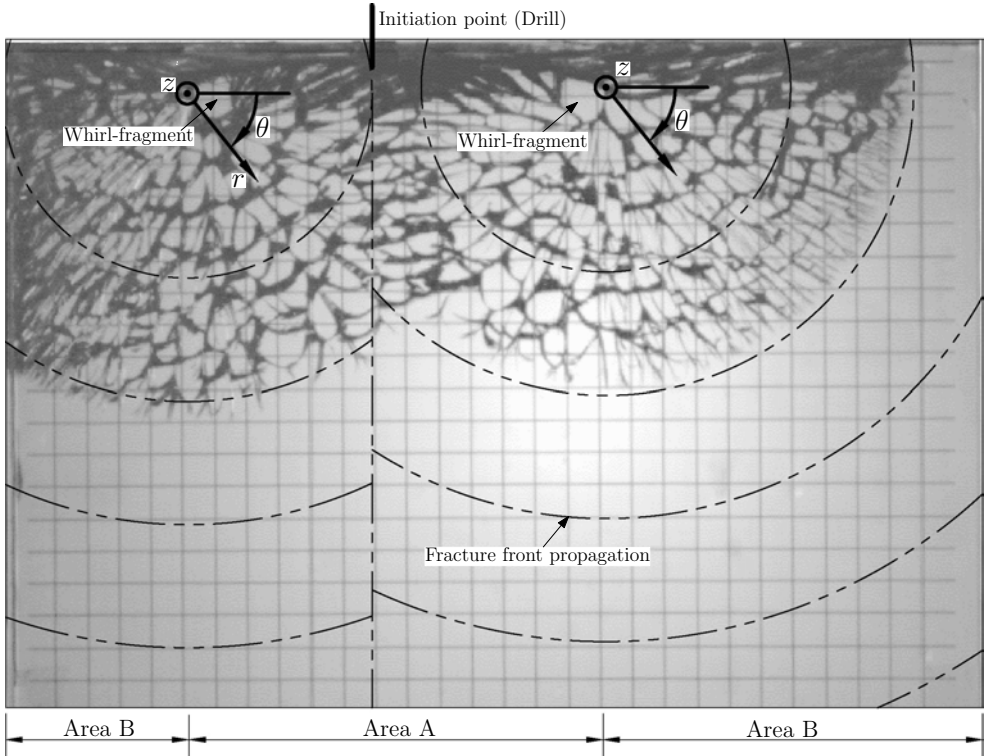 Initiation point (Drill)
z
z
Whirl-fragment
θ
Whirl-fragment
θ
r
Fracture front propagation
Area B
Area A
Area B